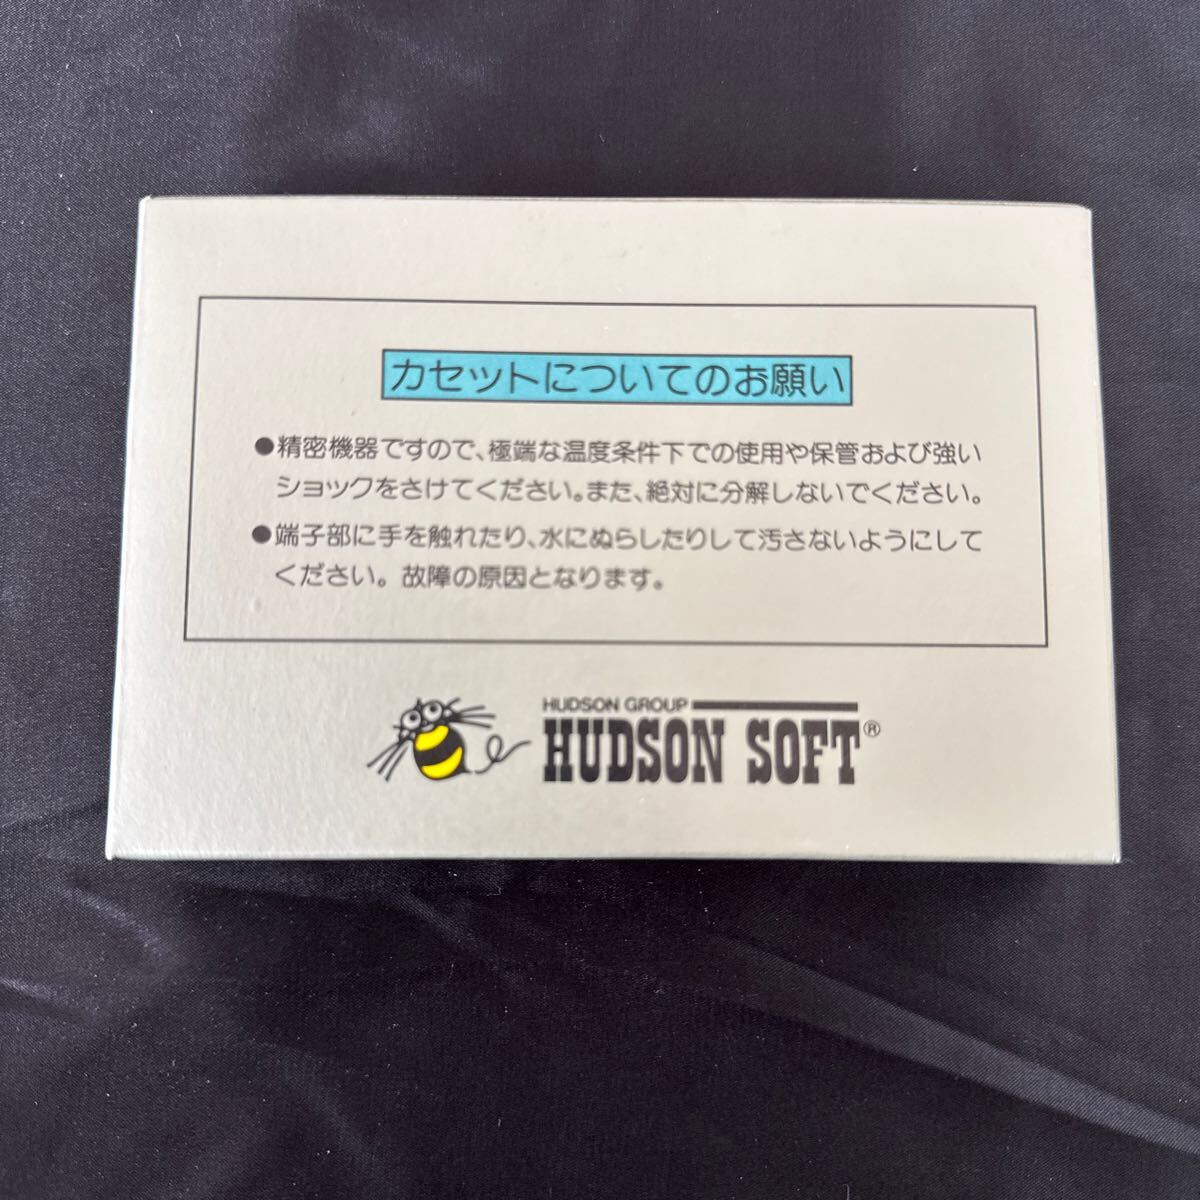 カセットについてのお願い
●精密機器ですので、極端な温度条件下での使用や保管および強い
ショックをさけてください。また、絶対に分解しないでください。
●端子部に手を触れたり、水にぬらしたりして汚さないようにして
ください。故障の原因となります。
HUDSON GROUP
HUDSON SOFT®